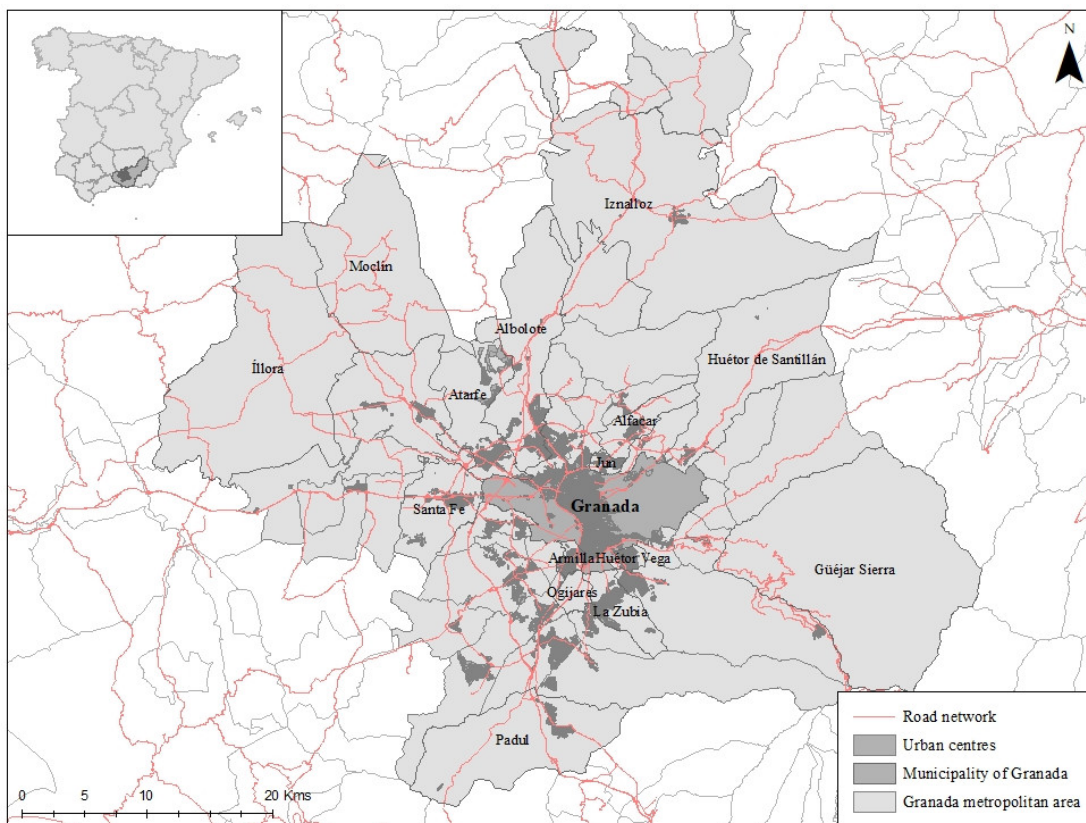 N
Iznalloz
Moclín
Albolote
Íllora
Huétor de Santillán
Atarfe
Alfacar
Jun
Santa Fe
Granada
Armilla Huétor Vega
Güéjar Sierra
Ogíjares
La Zubia
Padul
Road network
Urban centres
Municipality of Granada
Granada metropolitan area
0 5 10 20 Kms